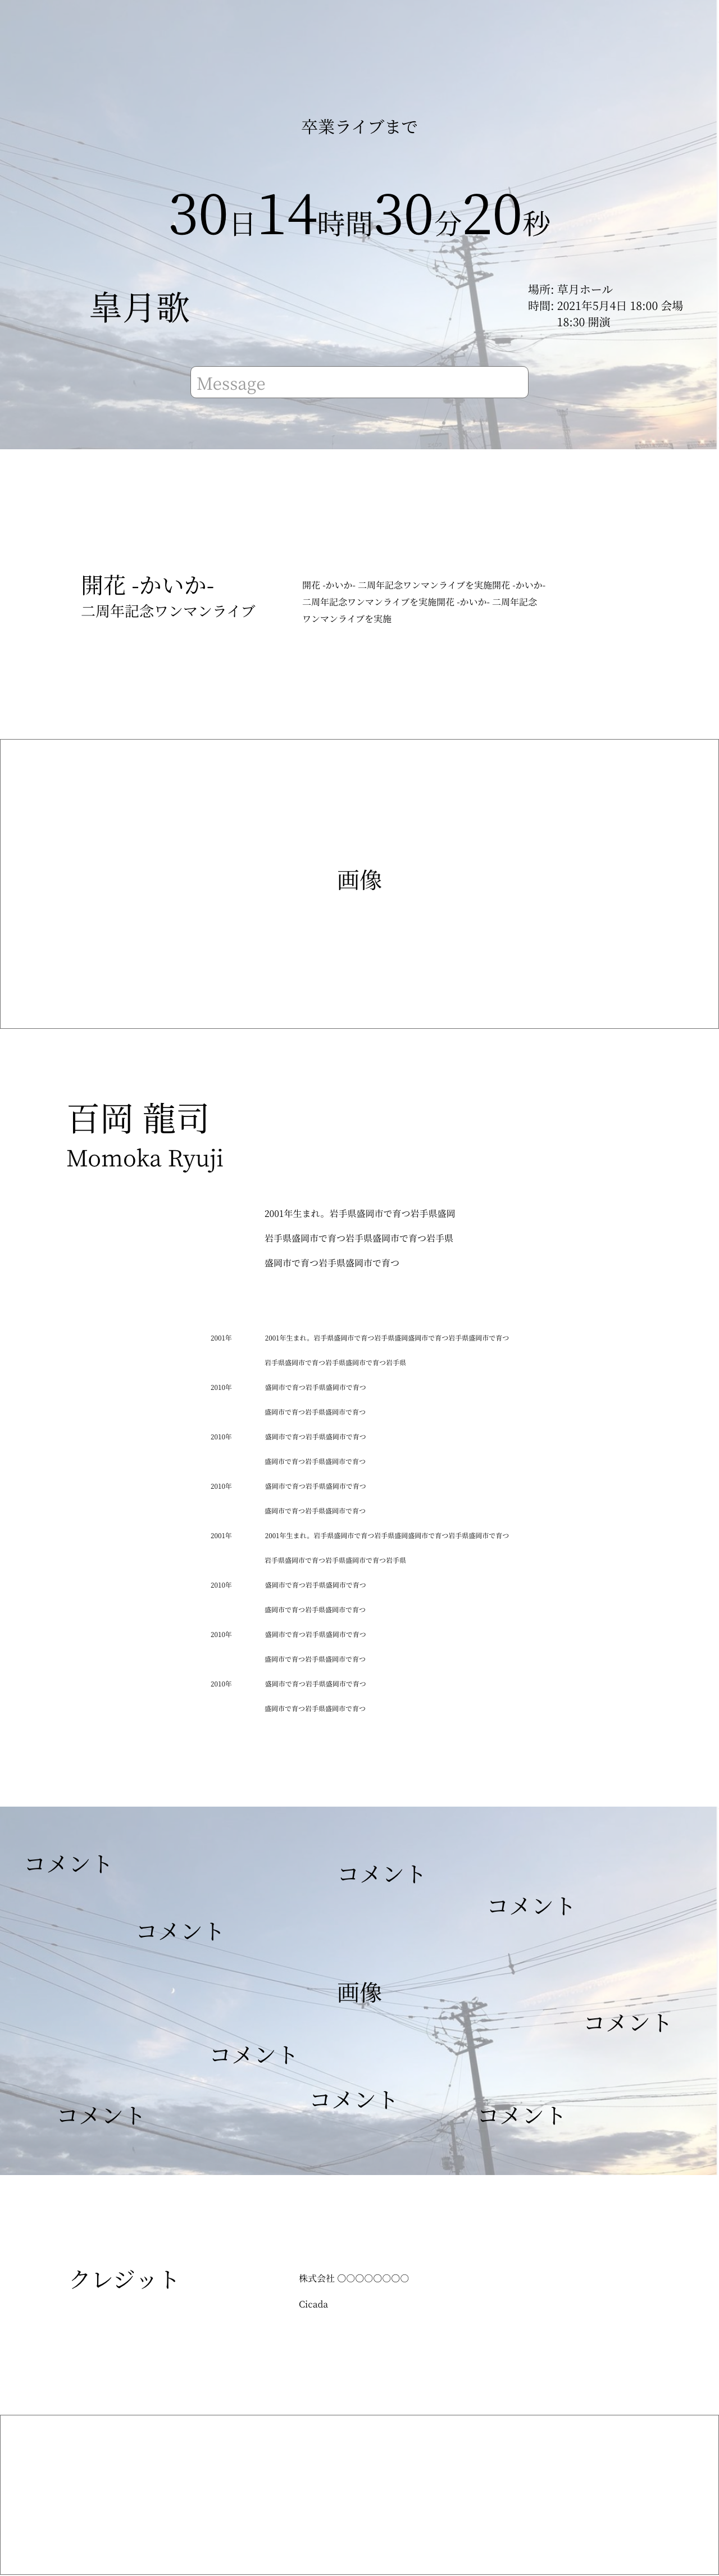 卒業ライブまで
30日14時間30分20秒
皐月歌
場所: 草月ホール
時間: 2021年5月4日 18:00 会場
18:30 開演
Message
開花 -かいか-
二周年記念ワンマンライブ
開花 -かいか- 二周年記念ワンマンライブを実施開花 -かいか-
二周年記念ワンマンライブを実施開花 -かいか- 二周年記念
ワンマンライブを実施
画像
百岡 龍司
Momoka Ryuji
2001年生まれ。岩手県盛岡市で育つ岩手県盛岡
岩手県盛岡市で育つ岩手県盛岡市で育つ岩手県
盛岡市で育つ岩手県盛岡市で育つ
2001年 2001年生まれ。岩手県盛岡市で育つ岩手県盛岡盛岡市で育つ岩手県盛岡市で育つ
岩手県盛岡市で育つ岩手県盛岡市で育つ岩手県
2010年 盛岡市で育つ岩手県盛岡市で育つ
盛岡市で育つ岩手県盛岡市で育つ
2010年 盛岡市で育つ岩手県盛岡市で育つ
盛岡市で育つ岩手県盛岡市で育つ
2010年 盛岡市で育つ岩手県盛岡市で育つ
盛岡市で育つ岩手県盛岡市で育つ
2001年 2001年生まれ。岩手県盛岡市で育つ岩手県盛岡盛岡市で育つ岩手県盛岡市で育つ
岩手県盛岡市で育つ岩手県盛岡市で育つ岩手県
2010年 盛岡市で育つ岩手県盛岡市で育つ
盛岡市で育つ岩手県盛岡市で育つ
2010年 盛岡市で育つ岩手県盛岡市で育つ
盛岡市で育つ岩手県盛岡市で育つ
2010年 盛岡市で育つ岩手県盛岡市で育つ
盛岡市で育つ岩手県盛岡市で育つ
コメント
コメント
コメント
コメント
画像
コメント
コメント
コメント
コメント
コメント
クレジット
株式会社 〇〇〇〇〇〇〇〇
Cicada